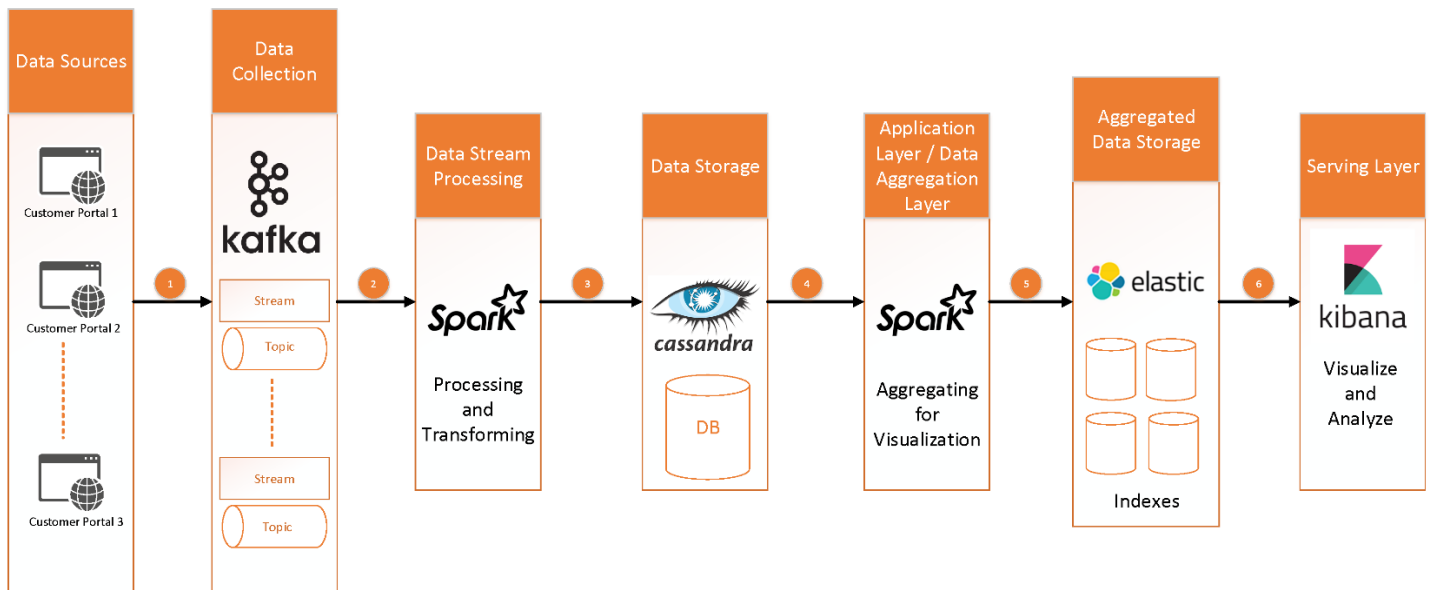 Data Sources
Customer Portal 1
Customer Portal 2
Customer Portal 3
1
Data
Collection
kafka
Stream
Topic
Stream
Topic
2
Data Stream
Processing
Spark
Processing
and
Transforming
3
Data Storage
cassandra
DB
4
Application
Layer / Data
Aggregation
Layer
Spark
Aggregating
for
Visualization
5
Aggregated
Data Storage
elastic
Indexes
6
Serving Layer
kibana
Visualize
and
Analyze